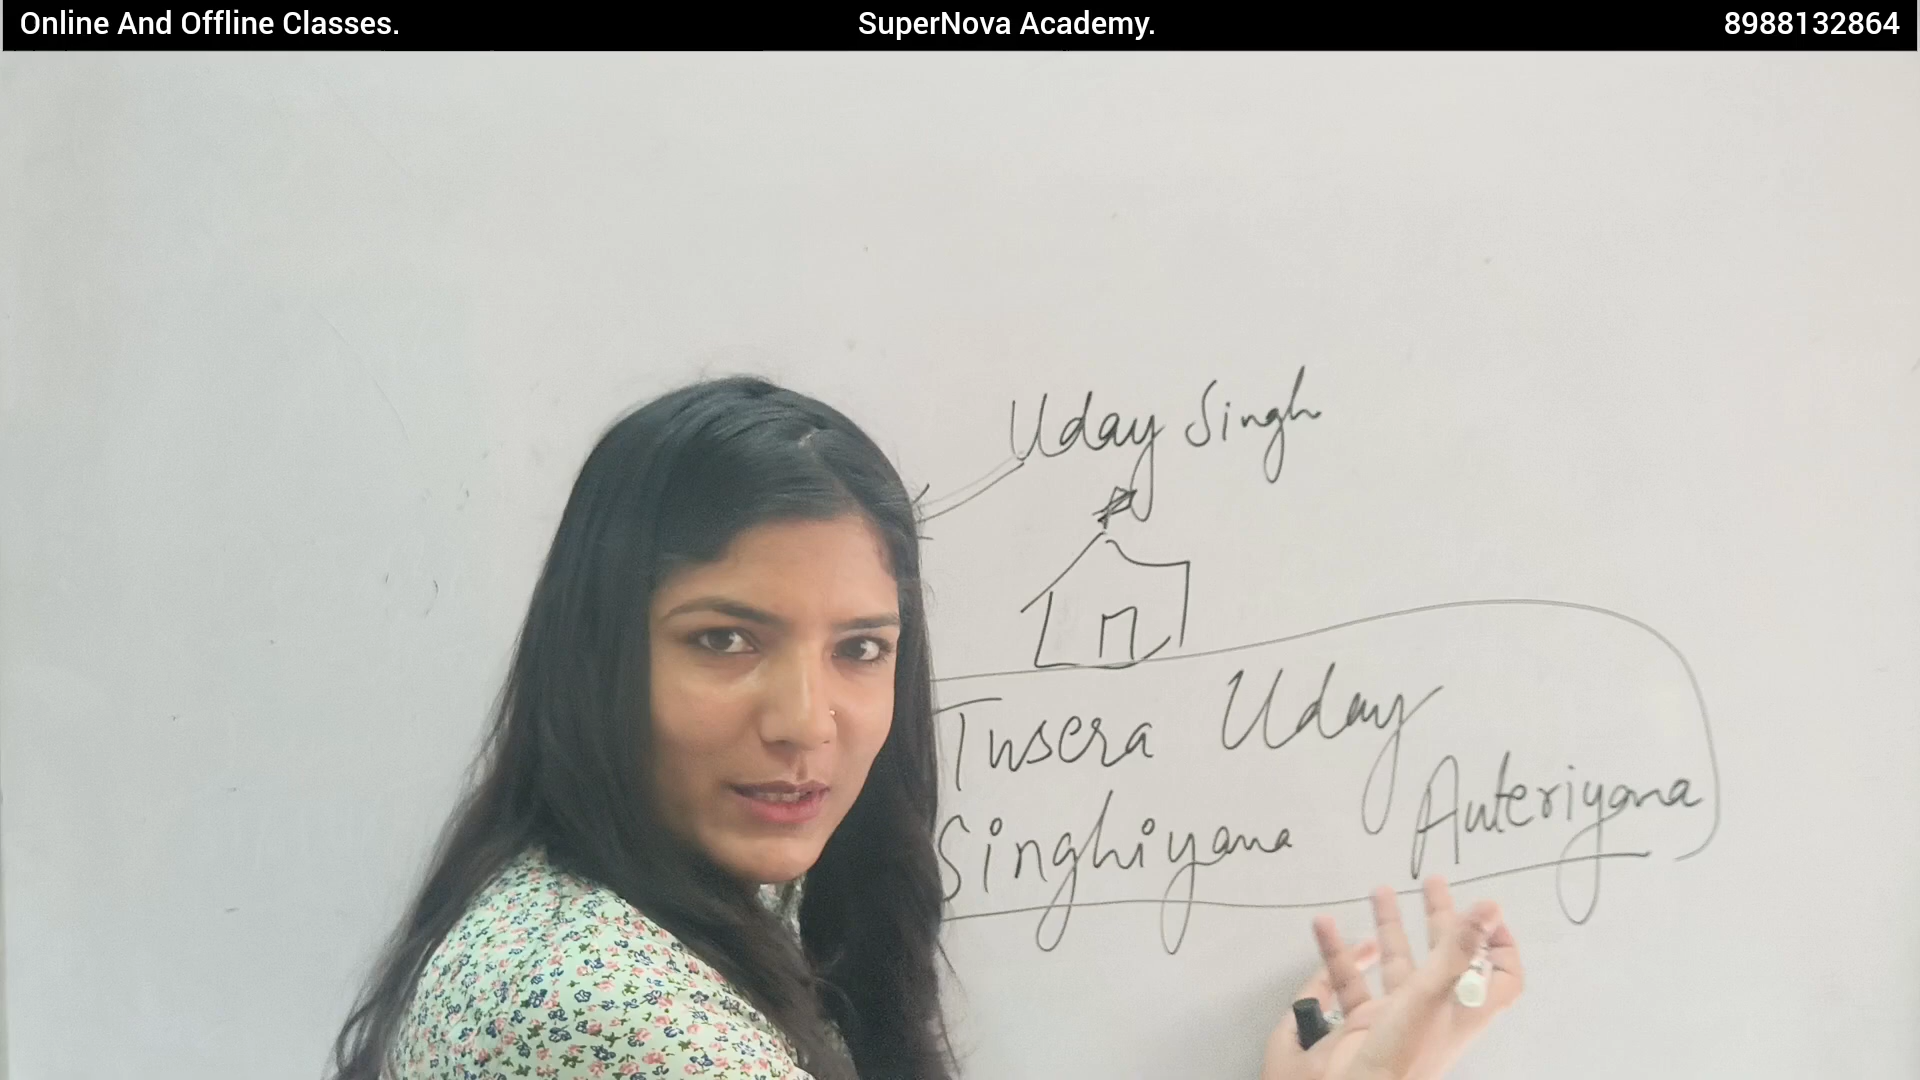 Online And Offline Classes. SuperNova Academy. 8988132864
Uday Singh
Tusera Uday
Singhiyana Auteriyana